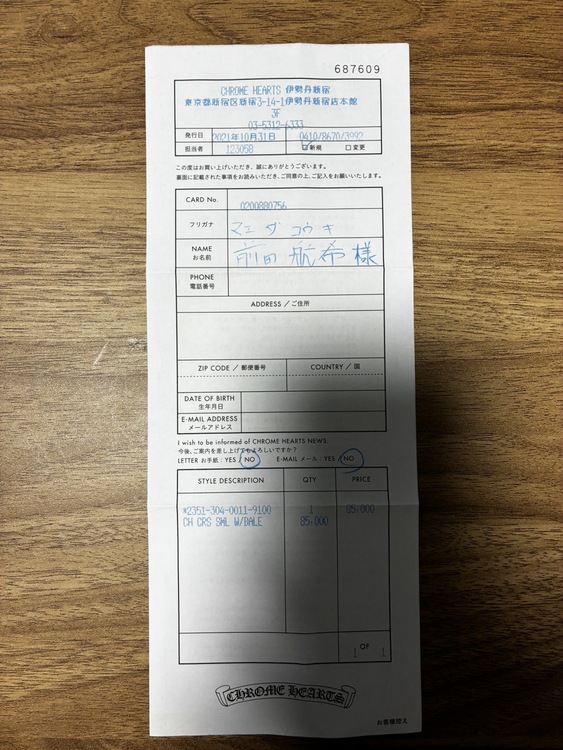 687609
CHROME HEARTS 伊勢丹新宿
東京都新宿区新宿3-14-1伊勢丹新宿店本館
3F
03-5312-6333
発行日 2021年10月31日 0410/8670/3992
担当者 123058 ☑新規 □変更
この度はお買い上げいただき、誠にありがとうございます。
裏面に記載された事項をお読みいただき、ご同意の上、ご記入をお願いいたします。
CARD No. 0200880756
フリガナ マエダ コウキ
NAME
お名前 前田 航希 様
PHONE
電話番号
ADDRESS / ご住所
ZIP CODE / 郵便番号 COUNTRY / 国
DATE OF BIRTH
生年月日
E-MAIL ADDRESS
メールアドレス
I wish to be informed of CHROME HEARTS NEWS.
今後、ご案内を差し上げてもよろしいですか?
LETTER お手紙 : YES / NO E-MAIL メール : YES / NO
STYLE DESCRIPTION QTY PRICE
*2351-304-0011-9100 1 85,000
CH CRS SML W/BALE 85,000
1 OF 1
CHROME HEARTS
お客様控え